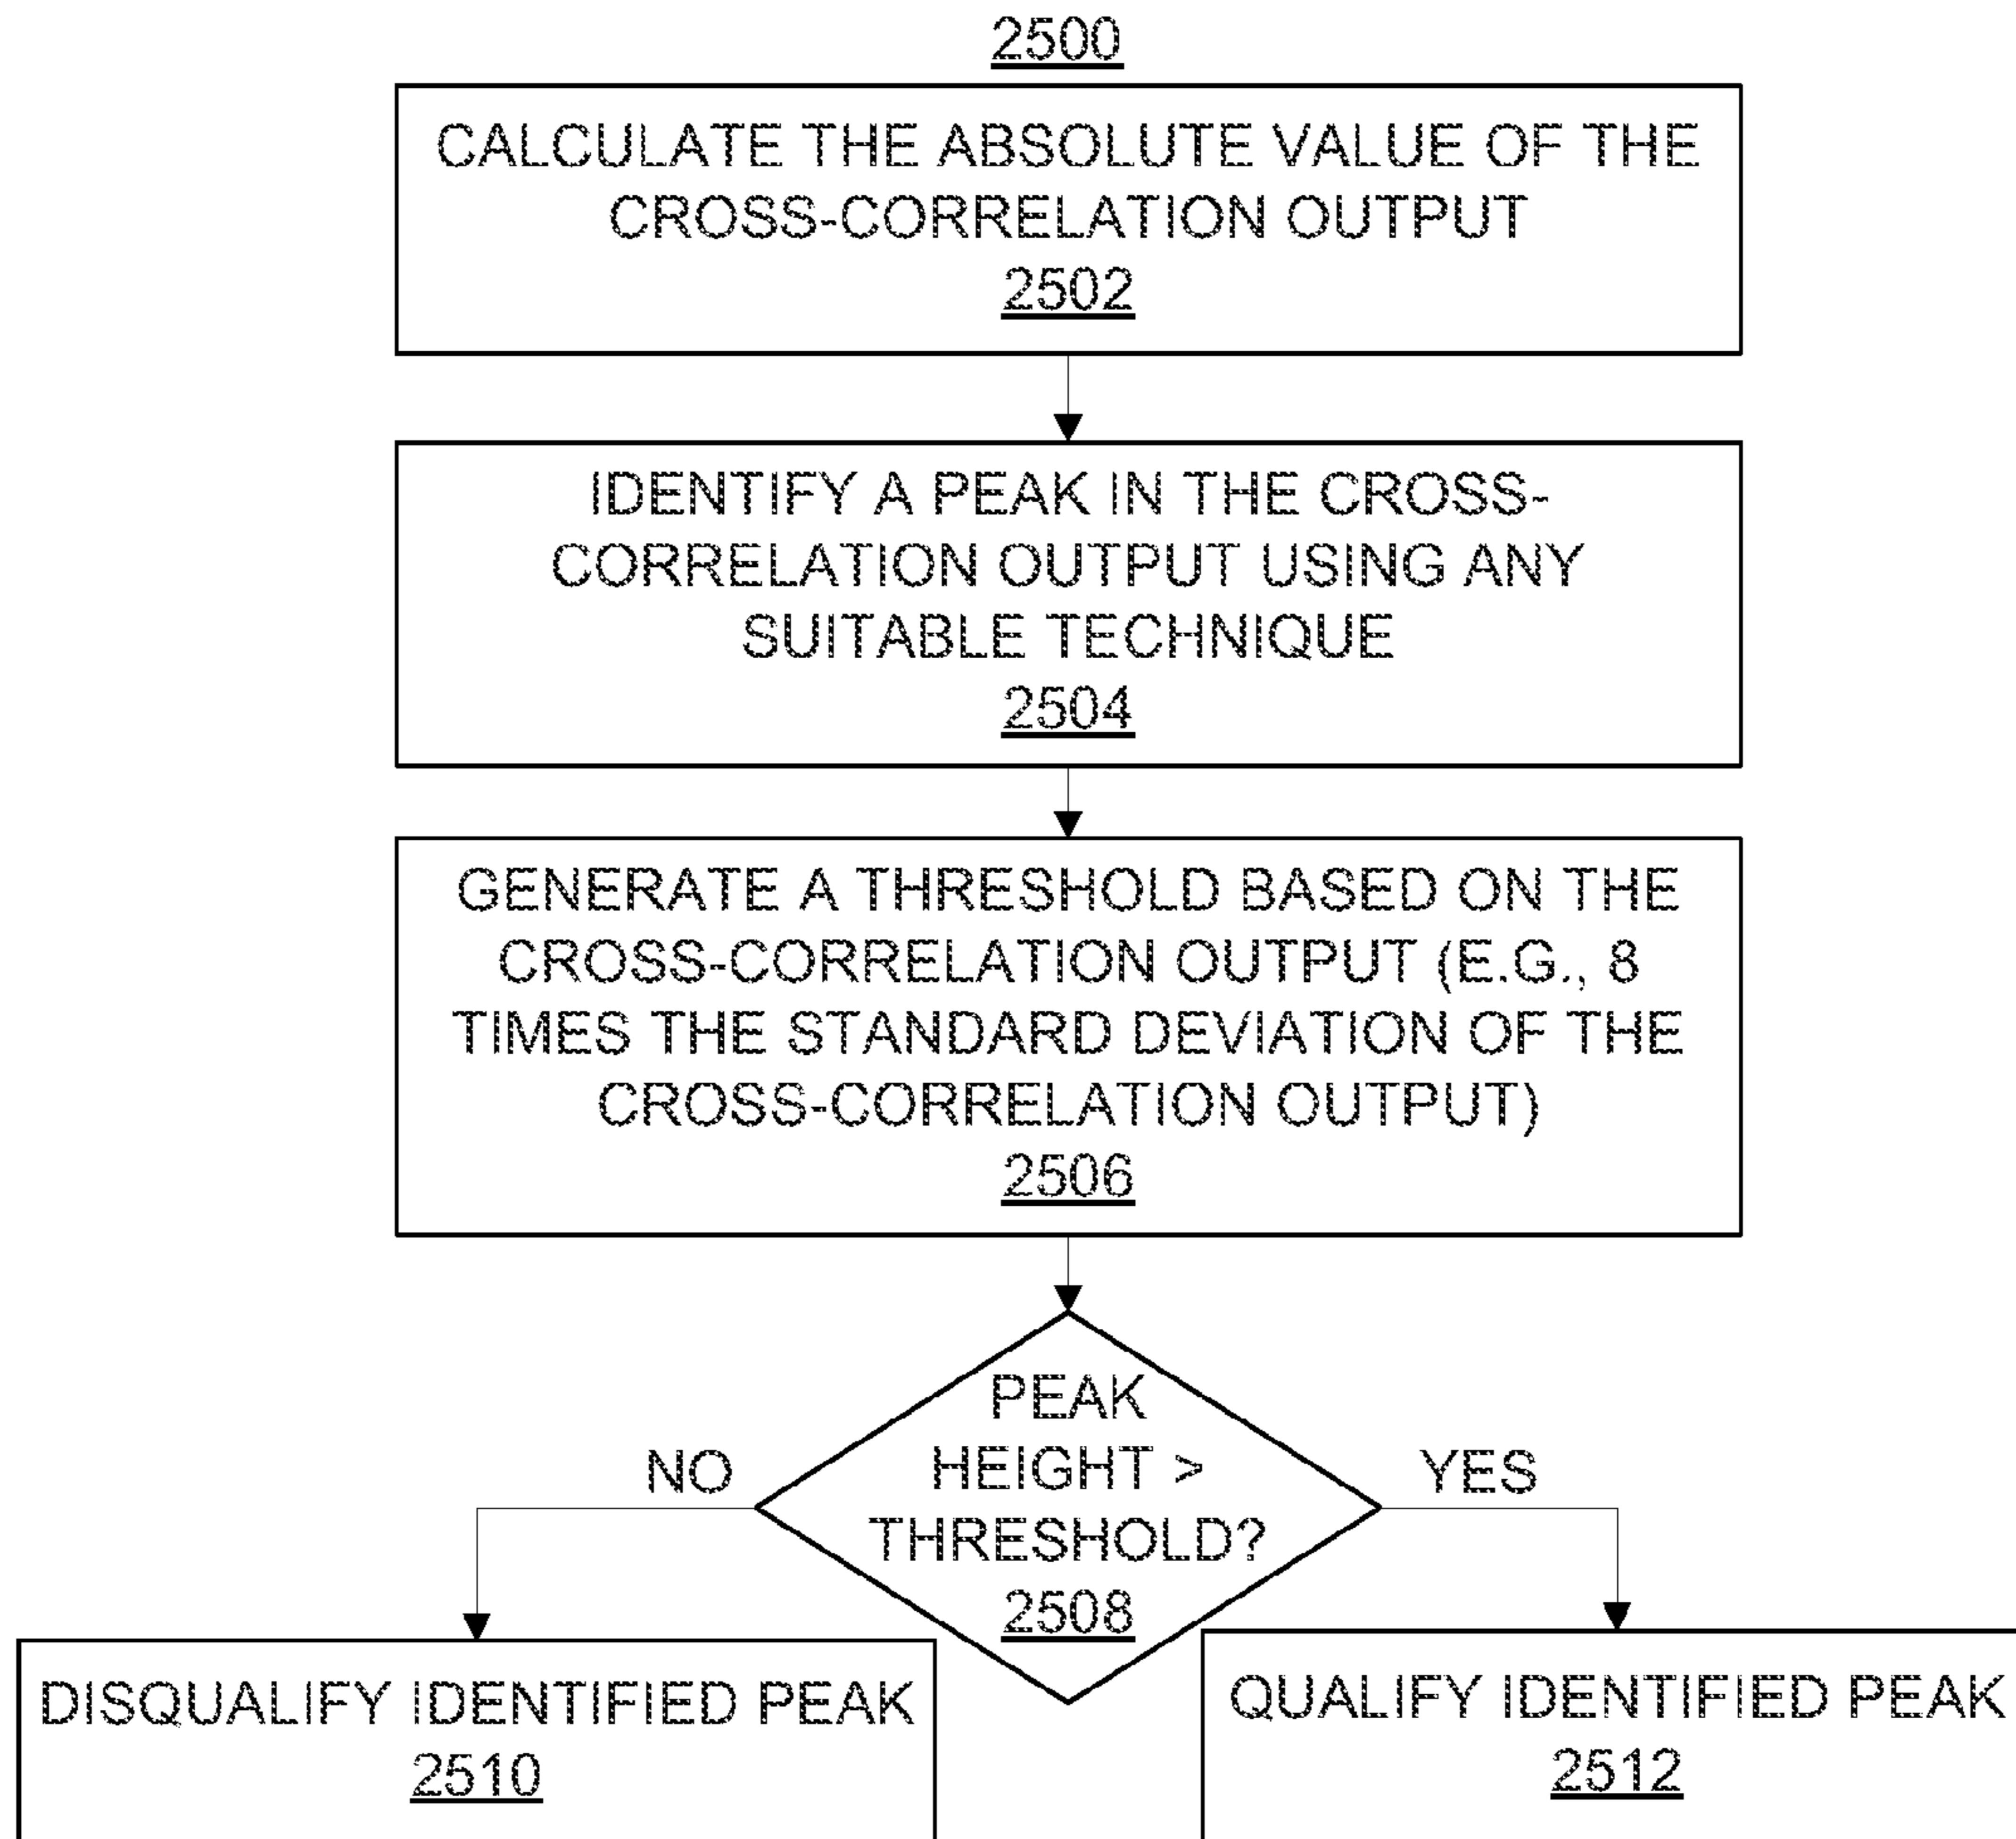 2500
CALCULATE THE ABSOLUTE VALUE OF THE
CROSS-CORRELATION OUTPUT
2502
IDENTIFY A PEAK IN THE CROSS-
CORRELATION OUTPUT USING ANY
SUITABLE TECHNIQUE
2504
GENERATE A THRESHOLD BASED ON THE
CROSS-CORRELATION OUTPUT (E.G., 8
TIMES THE STANDARD DEVIATION OF THE
CROSS-CORRELATION OUTPUT)
2506
PEAK
HEIGHT >
THRESHOLD?
2508
NO
YES
DISQUALIFY IDENTIFIED PEAK
2510
QUALIFY IDENTIFIED PEAK
2512